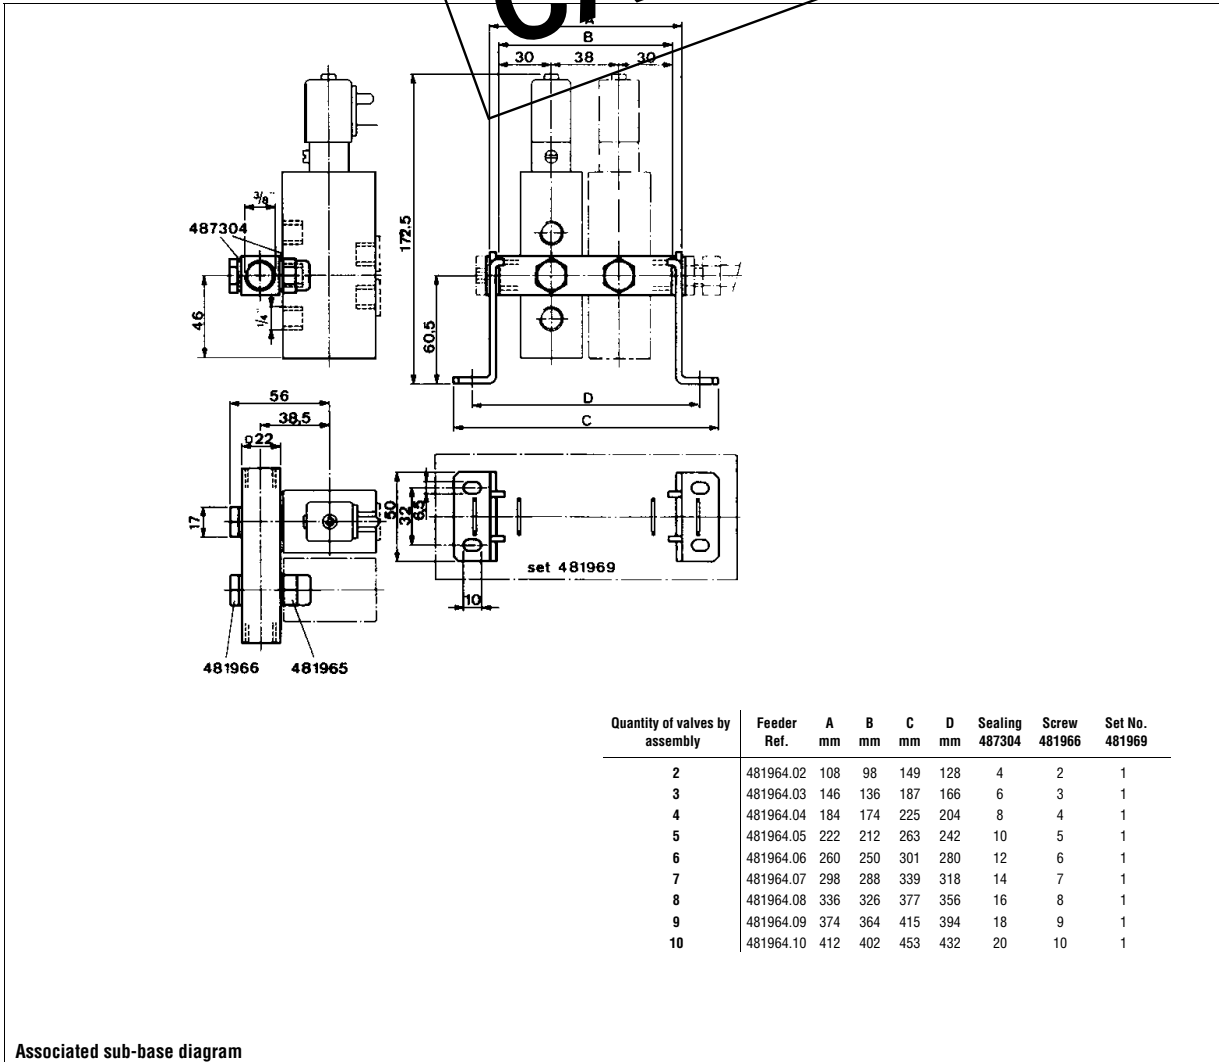 A
B
30 38 30
3/8"
487304
172.5
46
1/4"
60,5
D
C
56
38,5
22
17
50
32
6,5
set 481969
10
481966 481965
Quantity of valves by assembly Feeder Ref. A mm B mm C mm D mm Sealing 487304 Screw 481966 Set No. 481969
2 481964.02 108 98 149 128 4 2 1
3 481964.03 146 136 187 166 6 3 1
4 481964.04 184 174 225 204 8 4 1
5 481964.05 222 212 263 242 10 5 1
6 481964.06 260 250 301 280 12 6 1
7 481964.07 298 288 339 318 14 7 1
8 481964.08 336 326 377 356 16 8 1
9 481964.09 374 364 415 394 18 9 1
10 481964.10 412 402 453 432 20 10 1
Associated sub-base diagram